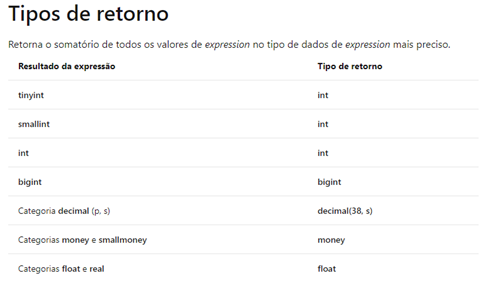 Tipos de retorno
Retorna o somatório de todos os valores de expression no tipo de dados de expression mais preciso.
Resultado da expressão Tipo de retorno
tinyint int
smallint int
int int
bigint bigint
Categoria decimal (p, s) decimal(38, s)
Categorias money e smallmoney money
Categorias float e real float